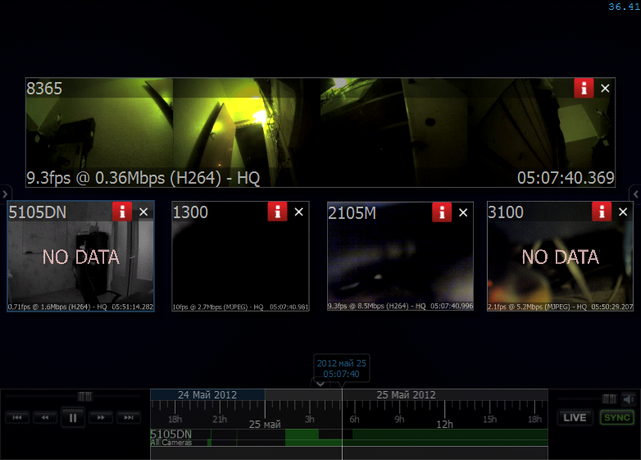 36.41
8365
9.3fps @ 0.36Mbps (H264) - HQ 05:07:40.369
5105DN
NO DATA
0.71fps @ 1.6Mbps (H264) - HQ 05:51:14.282
1300
10fps @ 2.7Mbps (MJPEG) - HQ 05:07:40.981
2105M
9.3fps @ 8.5Mbps (H264) - HQ 05:07:40.996
3100
NO DATA
2.1fps @ 5.2Mbps (MJPEG) - HQ 05:50:29.207
2012 май 25
05:07:40
24 Май 2012 25 Май 2012
18h 21h 3h 6h 9h 15h 18h
25 май 12h
5105DN
All Cameras
LIVE SYNC